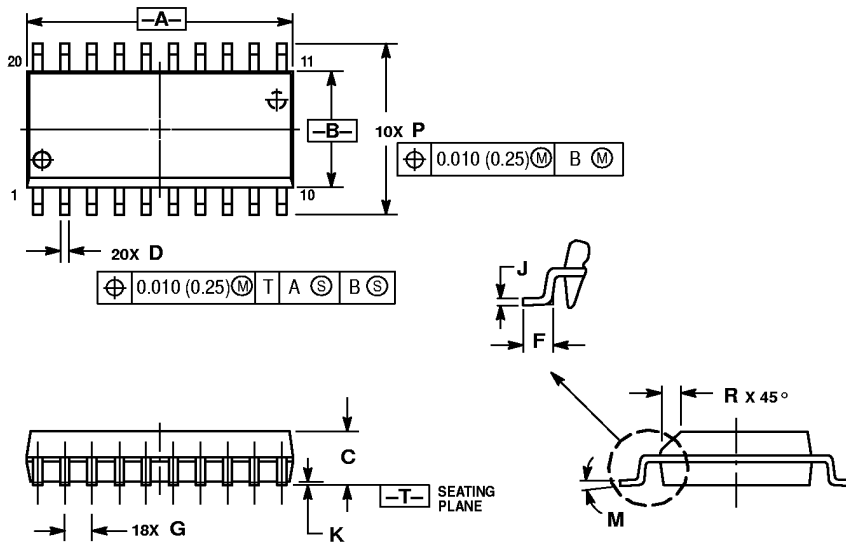 –A–
20 11
–B–
10X P
⌖ 0.010 (0.25) Ⓜ B Ⓜ
1 10
20X D
⌖ 0.010 (0.25) Ⓜ T A Ⓢ B Ⓢ
J
F
R X 45°
C
–T– SEATING
PLANE
M
18X G
K